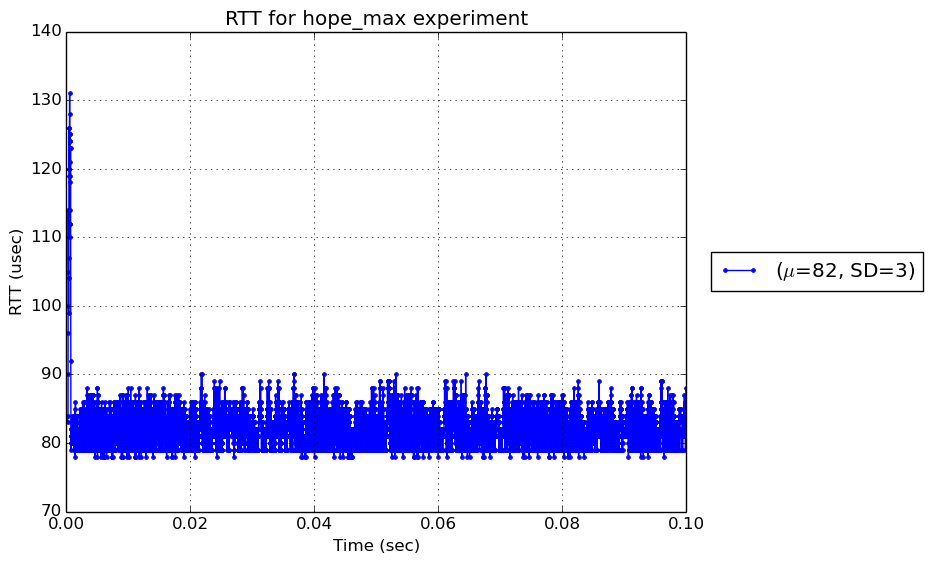 RTT for hope_max experiment
140
130
120
110
100
90
80
70
RTT (usec)
0.00 0.02 0.04 0.06 0.08 0.10
Time (sec)
(μ=82, SD=3)